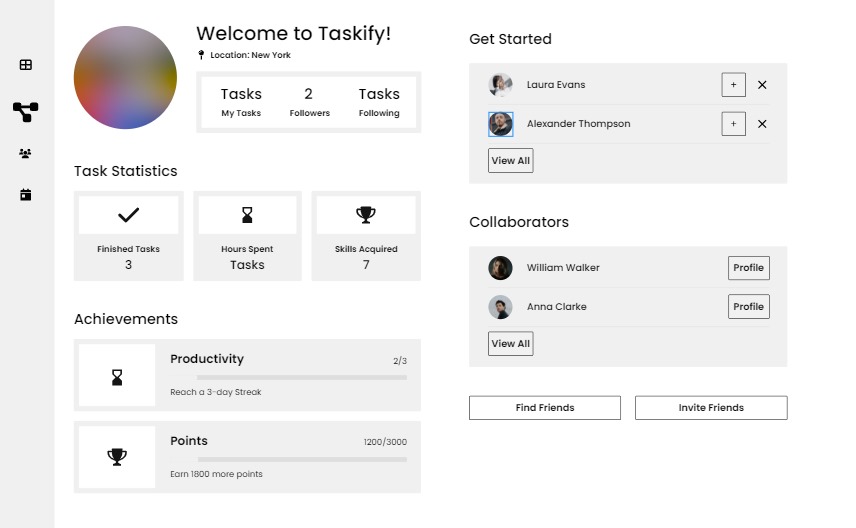 Welcome to Taskify!
Location: New York
Tasks
My Tasks
2
Followers
Tasks
Following
Task Statistics
Finished Tasks
3
Hours Spent
Tasks
Skills Acquired
7
Achievements
Productivity
2/3
Reach a 3-day Streak
Points
1200/3000
Earn 1800 more points
Get Started
Laura Evans
+
Alexander Thompson
+
View All
Collaborators
William Walker
Profile
Anna Clarke
Profile
View All
Find Friends
Invite Friends